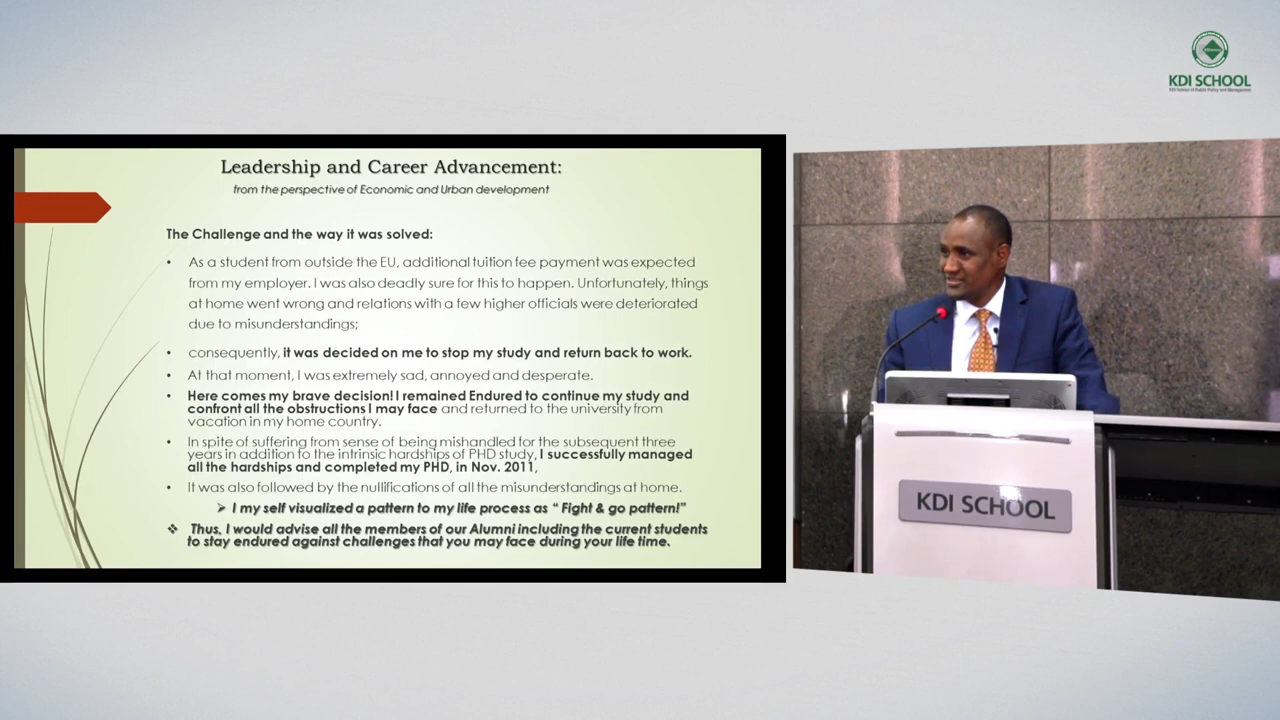 KDI SCHOOL
KDI School of Public Policy and Management
Leadership and Career Advancement:
from the perspective of Economic and Urban development
The Challenge and the way it was solved:
• As a student from outside the EU, additional tuition fee payment was expected
from my employer. I was also deadly sure for this to happen. Unfortunately, things
at home went wrong and relations with a few higher officials were deteriorated
due to misunderstandings;
• consequently, it was decided on me to stop my study and return back to work.
• At that moment, I was extremely sad, annoyed and desperate.
• Here comes my brave decision! I remained Endured to continue my study and
confront all the obstructions I may face and returned to the university from
vacation in my home country.
• In spite of suffering from sense of being mishandled for the subsequent three
years in addition to the intrinsic hardships of PHD study, I successfully managed
all the hardships and completed my PHD, in Nov. 2011,
• It was also followed by the nullifications of all the misunderstandings at home.
➢ I my self visualized a pattern to my life process as “ Fight & go pattern!”
❖ Thus, I would advise all the members of our Alumni including the current students
to stay endured against challenges that you may face during your life time.
KDI SCHOOL